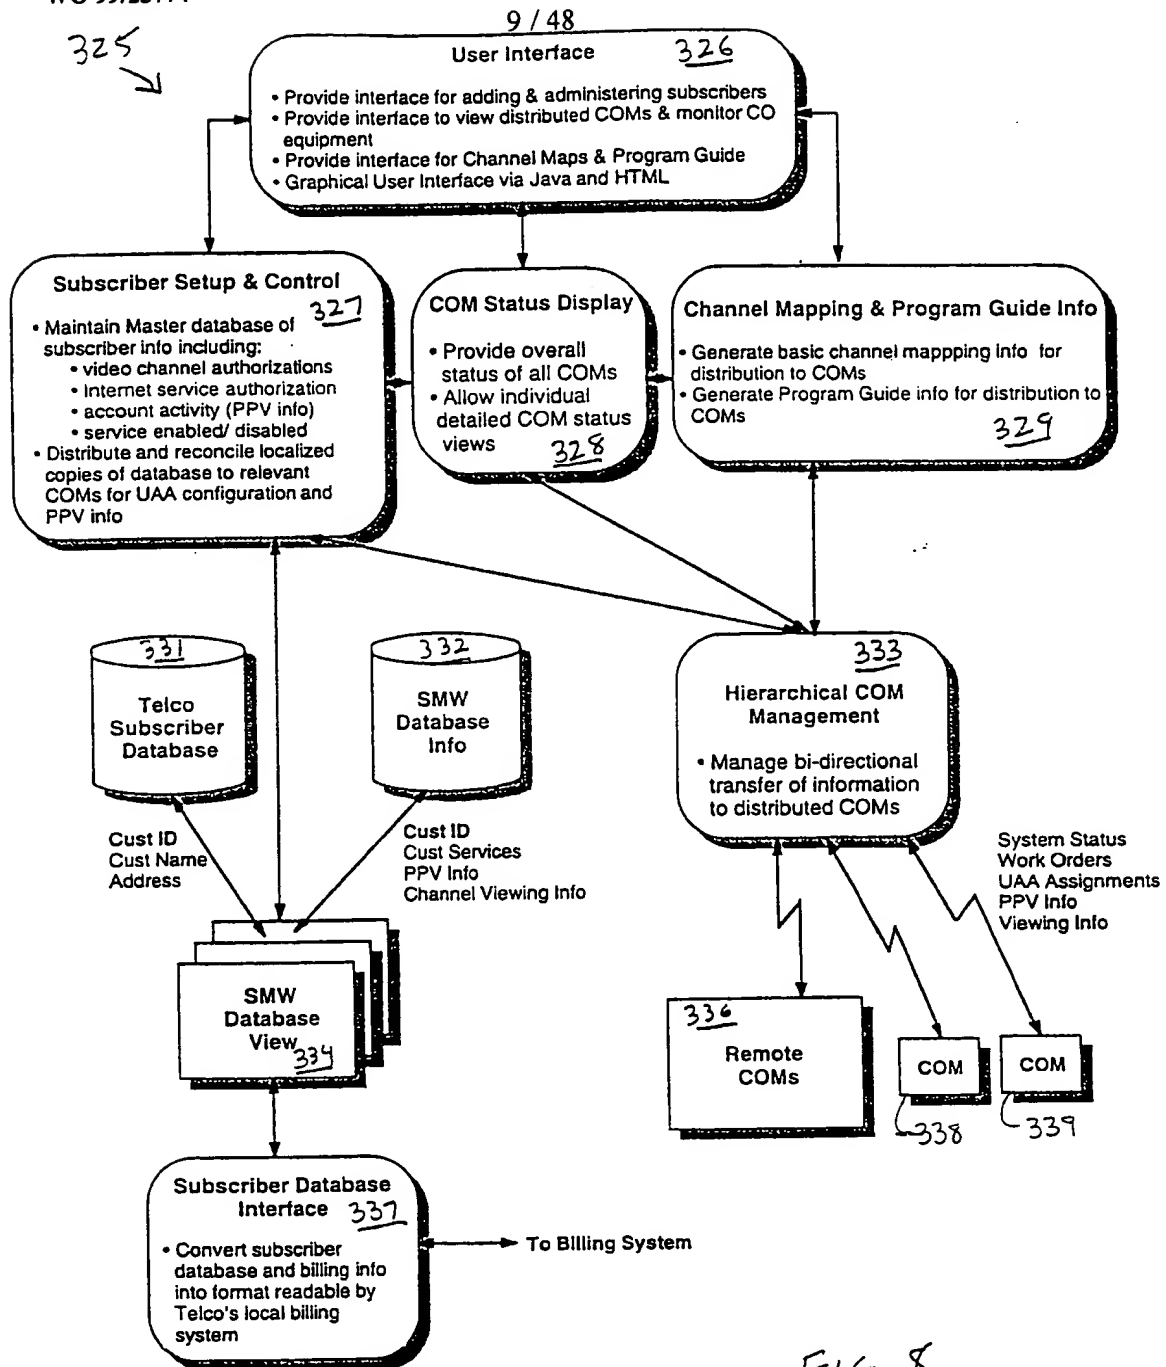 9 / 48
325
User Interface 326
• Provide interface for adding & administering subscribers
• Provide interface to view distributed COMs & monitor CO
equipment
• Provide interface for Channel Maps & Program Guide
• Graphical User Interface via Java and HTML
Subscriber Setup & Control
327
• Maintain Master database of
subscriber info including:
• video channel authorizations
• Internet service authorization
• account activity (PPV info)
• service enabled/ disabled
• Distribute and reconcile localized
copies of database to relevant
COMs for UAA configuration and
PPV info
COM Status Display
• Provide overall
status of all COMs
• Allow individual
detailed COM status
views
328
Channel Mapping & Program Guide Info
• Generate basic channel mappping info for
distribution to COMs
• Generate Program Guide info for distribution to
COMs
329
331
Telco
Subscriber
Database
332
SMW
Database
Info
333
Hierarchical COM
Management
• Manage bi-directional
transfer of information
to distributed COMs
Cust ID
Cust Name
Address
Cust ID
Cust Services
PPV Info
Channel Viewing Info
System Status
Work Orders
UAA Assignments
PPV Info
Viewing Info
SMW
Database
View
334
336
Remote
COMs
COM
338
COM
339
Subscriber Database
Interface 337
• Convert subscriber
database and billing info
into format readable by
Telco's local billing
system
To Billing System
FIG. 8